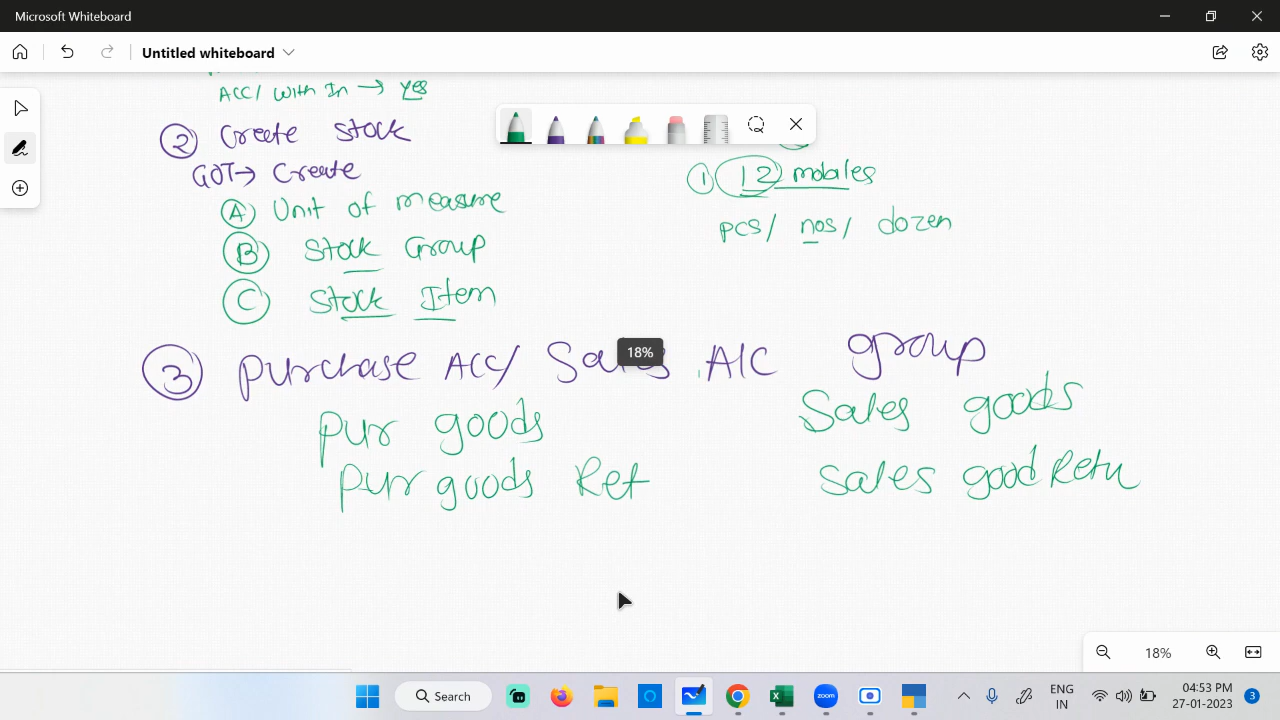 Microsoft Whiteboard
Untitled whiteboard
ACC/ with In → Yes
② Create Stock
GOT→ Create
Ⓐ Unit of measure
Ⓑ Stock Group
Ⓒ Stock Item
① 12 mobales
pcs/ nos/ dozen
③ purchase ACC/ Sales A/C group
18%
pur goods
Sales goods
pur goods Ret
Sales good Retu
18%
Search
ENG
IN
04:53 PM
27-01-2023
3
zoom